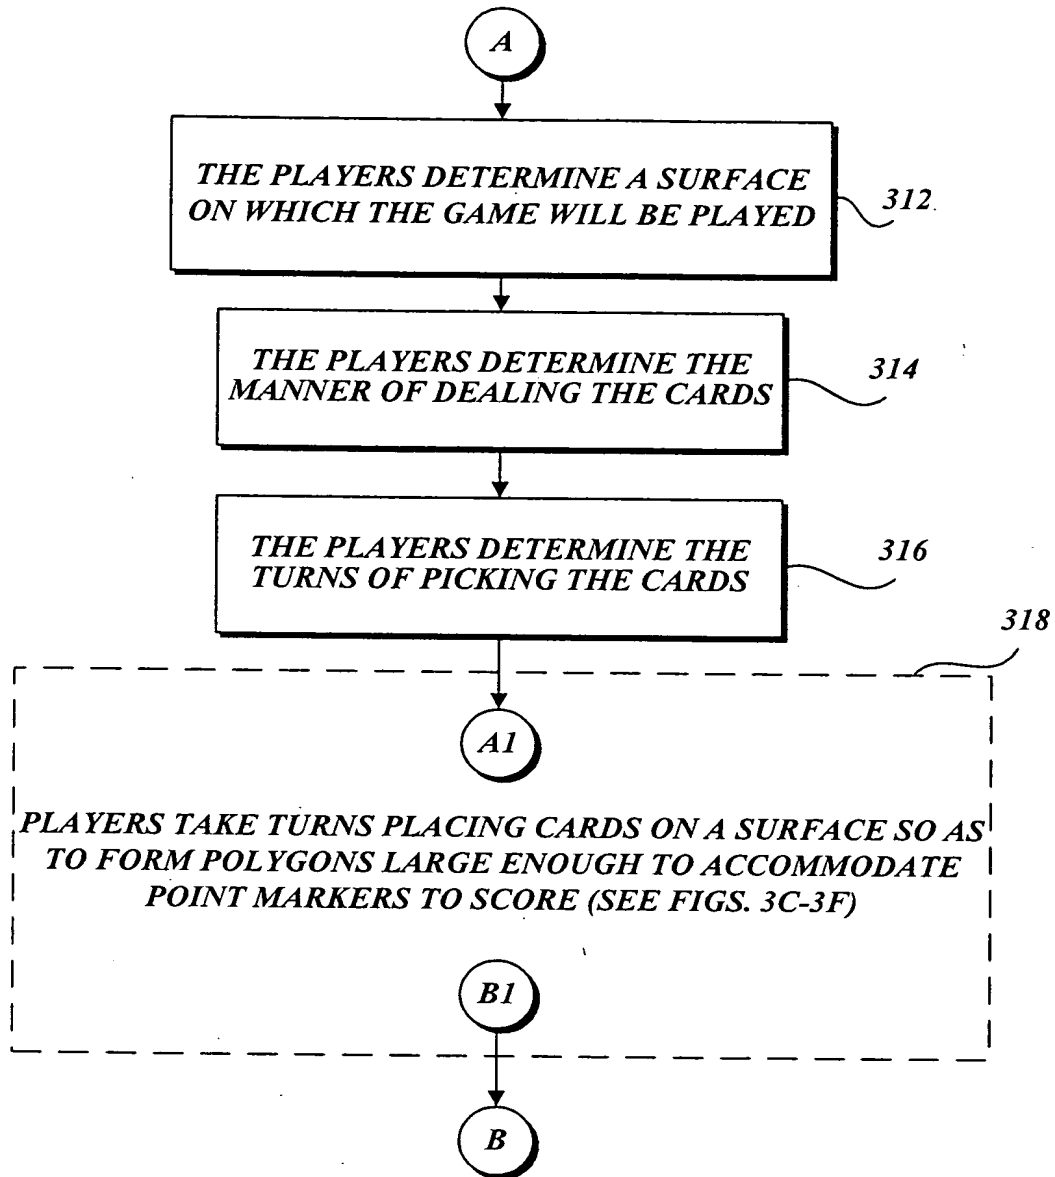 A
THE PLAYERS DETERMINE A SURFACE
ON WHICH THE GAME WILL BE PLAYED
312
THE PLAYERS DETERMINE THE
MANNER OF DEALING THE CARDS
314
THE PLAYERS DETERMINE THE
TURNS OF PICKING THE CARDS
316
318
A1
PLAYERS TAKE TURNS PLACING CARDS ON A SURFACE SO AS
TO FORM POLYGONS LARGE ENOUGH TO ACCOMMODATE
POINT MARKERS TO SCORE (SEE FIGS. 3C-3F)
B1
B